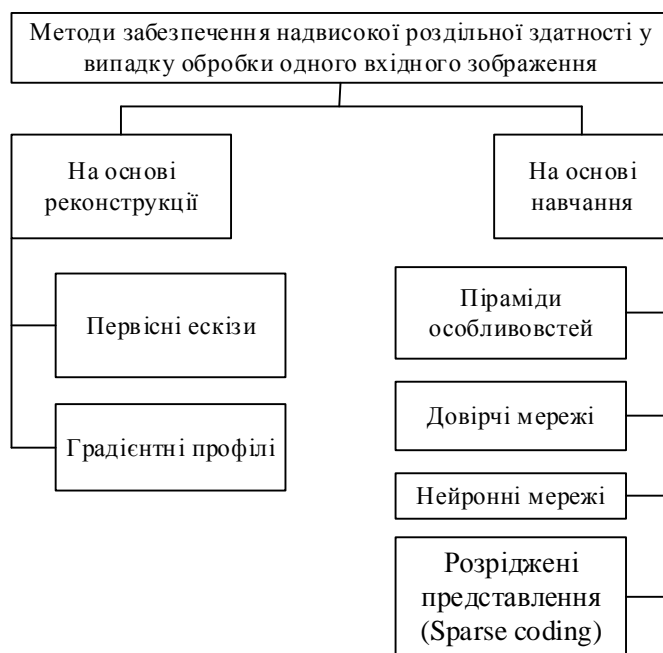 Методи забезпечення надвисокої роздільної здатності у
випадку обробки одного вхідного зображення
На основі
реконструкції
На основі
навчання
Первісні ескізи
Градієнтні профілі
Піраміди
особливовстей
Довірчі мережі
Нейронні мережі
Розріджені
представлення
(Sparse coding)